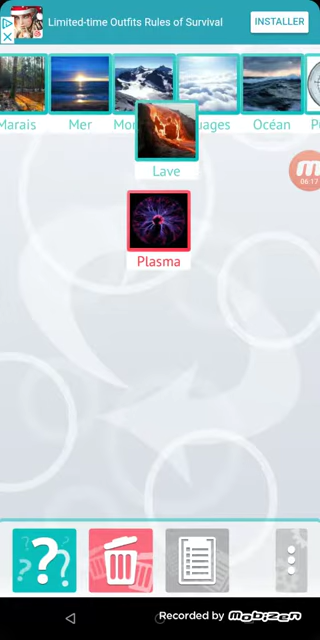 Limited-time Outfits Rules of Survival
INSTALLER
Marais
Mer
uages
Océan
Lave
06:17
Plasma
Recorded by mobizen